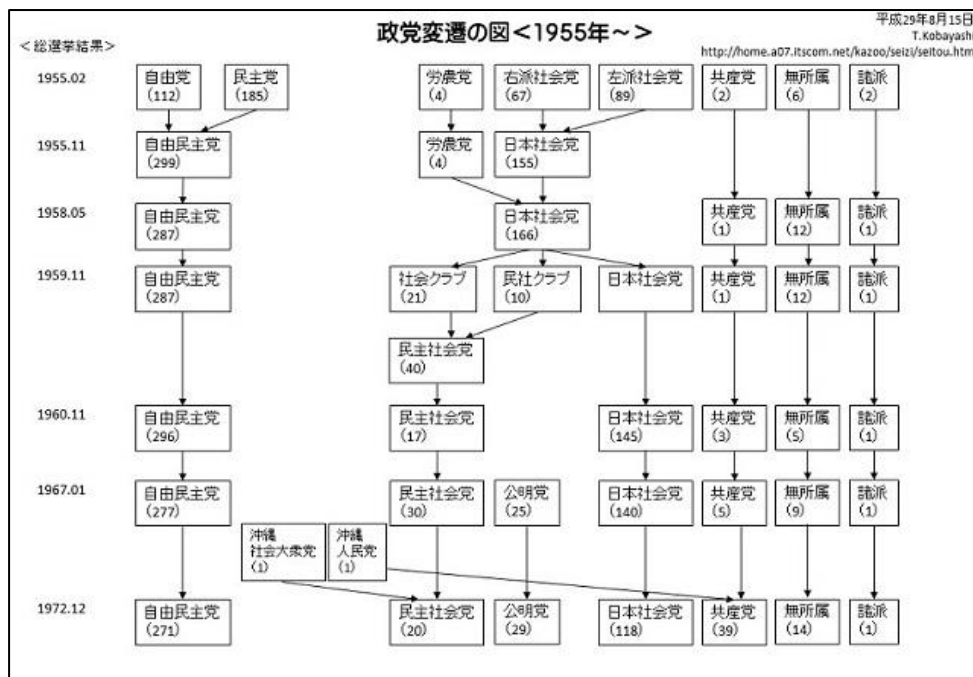 政党変遷の図<1955年～>
平成29年8月15日
T.Kobayashi
http://home.a07.itscom.net/kazoo/seizi/seitou.htm
<総選挙結果>
1955.02
自由党
(112)
民主党
(185)
労農党
(4)
右派社会党
(67)
左派社会党
(89)
共産党
(2)
無所属
(6)
諸派
(2)
1955.11
自由民主党
(299)
労農党
(4)
日本社会党
(155)
1958.05
自由民主党
(287)
日本社会党
(166)
共産党
(1)
無所属
(12)
諸派
(1)
1959.11
自由民主党
(287)
社会クラブ
(21)
民社クラブ
(10)
日本社会党
共産党
(1)
無所属
(12)
諸派
(1)
民主社会党
(40)
1960.11
自由民主党
(296)
民主社会党
(17)
日本社会党
(145)
共産党
(3)
無所属
(5)
諸派
(1)
1967.01
自由民主党
(277)
民主社会党
(30)
公明党
(25)
日本社会党
(140)
共産党
(5)
無所属
(9)
諸派
(1)
沖縄
社会大衆党
(1)
沖縄
人民党
(1)
1972.12
自由民主党
(271)
民主社会党
(20)
公明党
(29)
日本社会党
(118)
共産党
(39)
無所属
(14)
諸派
(1)